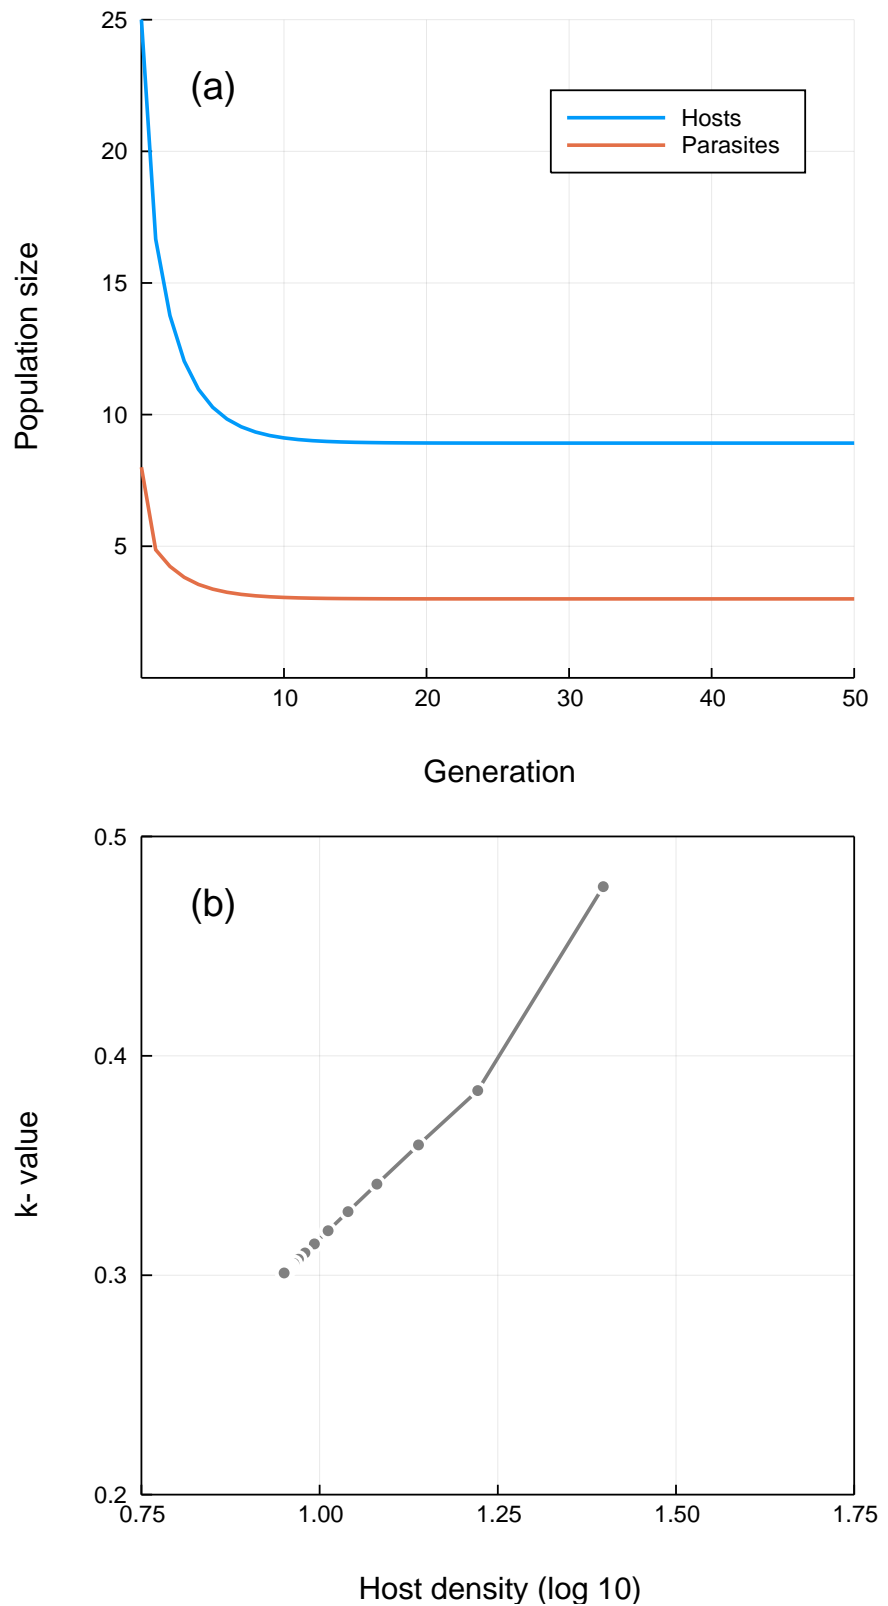 25
(a)
Hosts
Parasites
20
15
Population size
10
5
10 20 30 40 50
Generation
0.5
(b)
0.4
k- value
0.3
0.2
0.75 1.00 1.25 1.50 1.75
Host density (log 10)